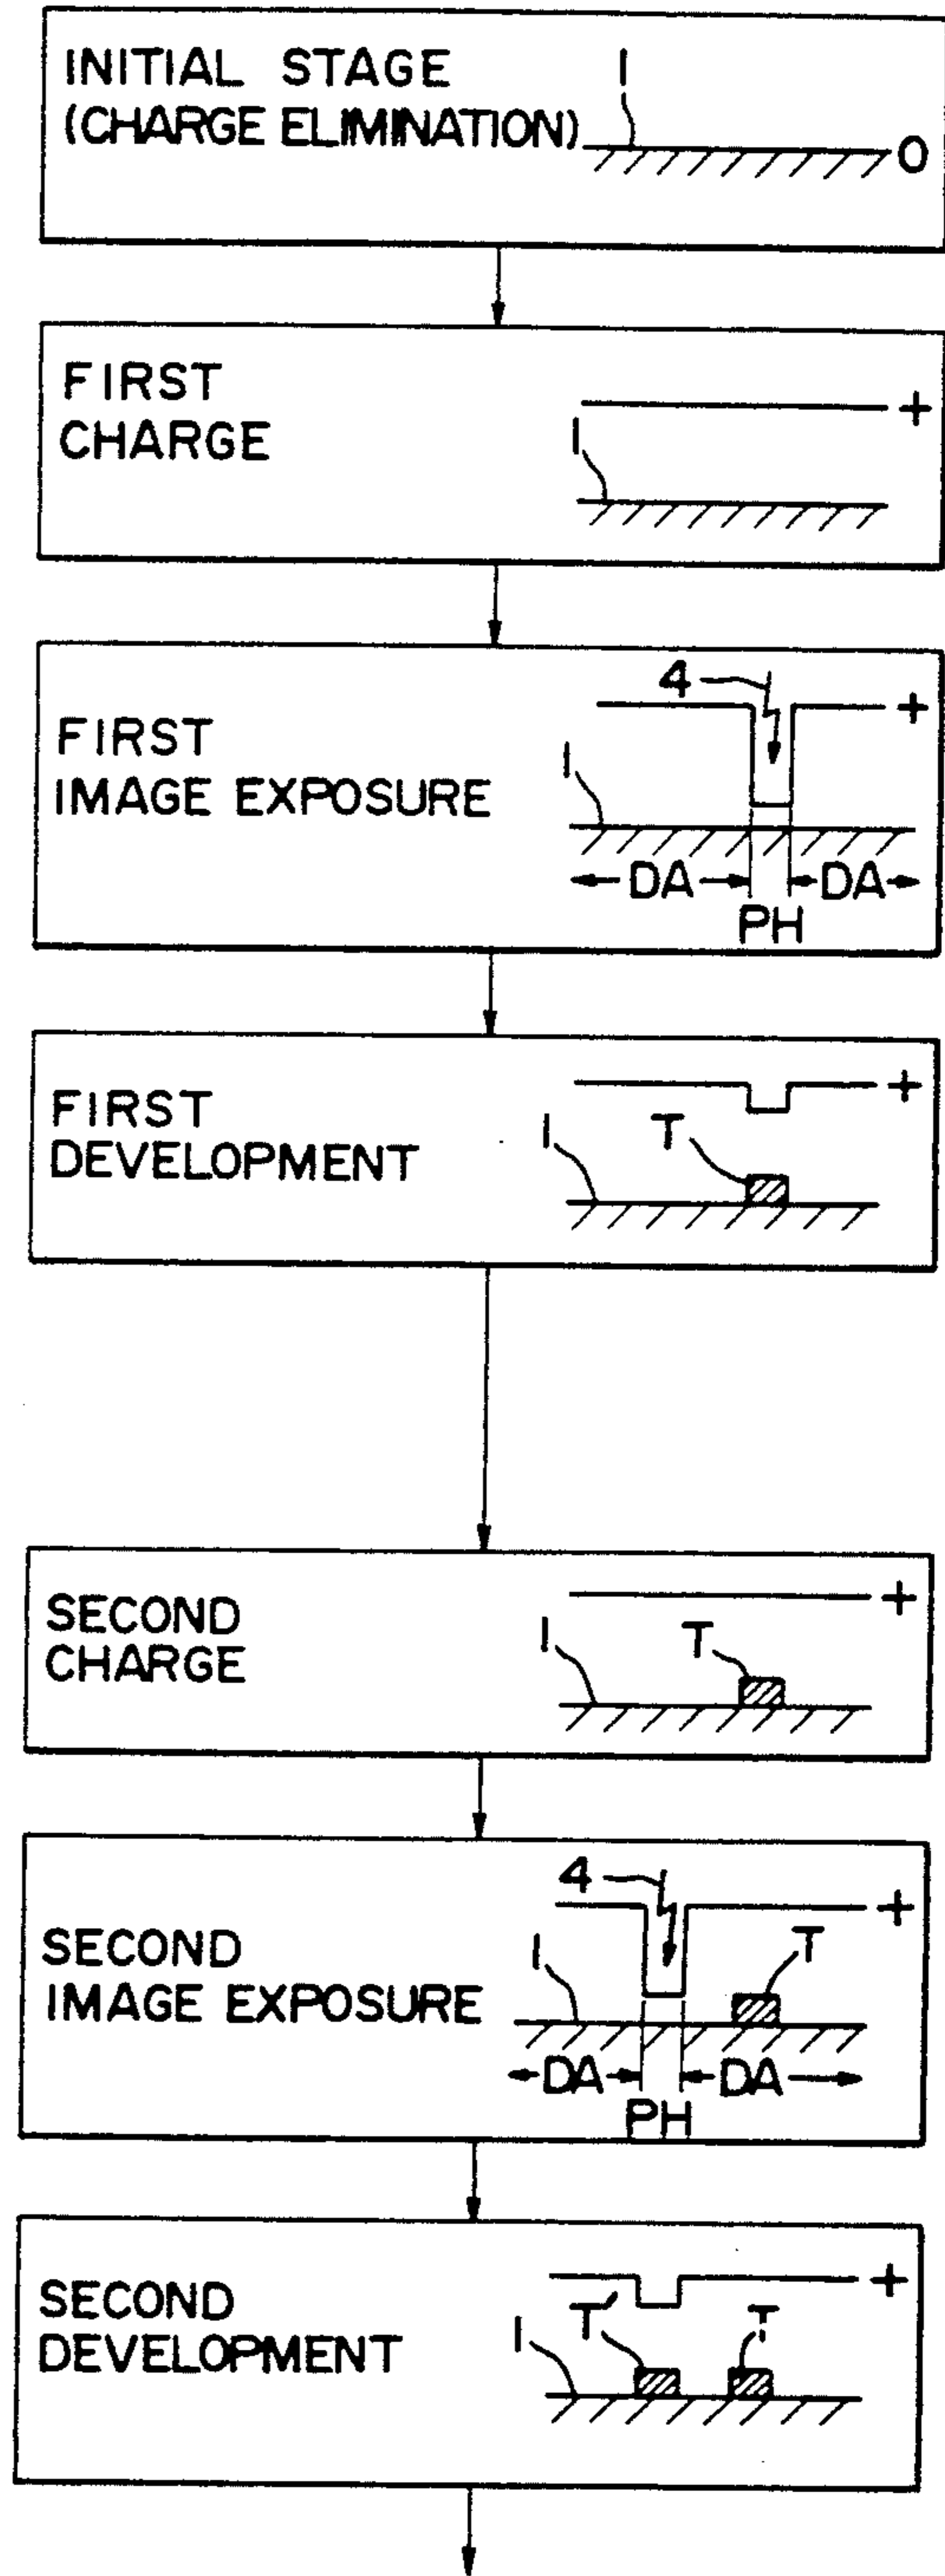 INITIAL STAGE
(CHARGE ELIMINATION)
1
0
FIRST
CHARGE
+
1
FIRST
IMAGE EXPOSURE
4
+
1
DA DA
PH
FIRST
DEVELOPMENT
+
1 T
SECOND
CHARGE
+
1 T
SECOND
IMAGE EXPOSURE
4
+
1 T
DA DA
PH
SECOND
DEVELOPMENT
+
1 T' T